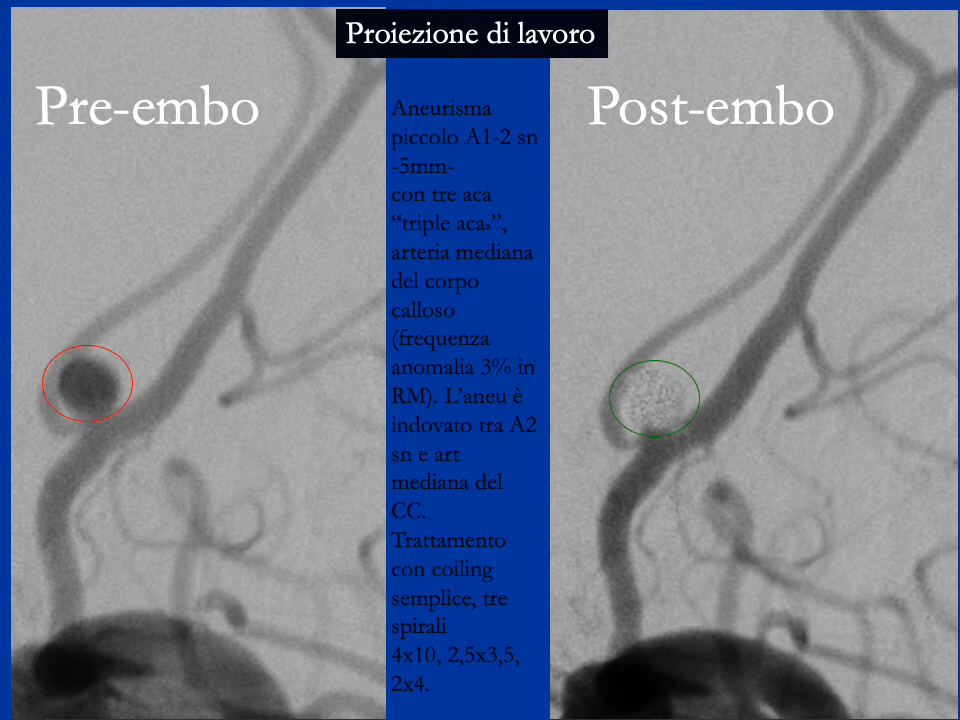 Proiezione di lavoro
Pre-embo
Aneurisma
piccolo A1-2 sn
-5mm-
con tre aca
“triple acas”,
arteria mediana
del corpo
calloso
(frequenza
anomalia 3% in
RM). L’aneu è
indovato tra A2
sn e art
mediana del
CC.
Trattamento
con coiling
semplice, tre
spirali
4x10, 2,5x3,5,
2x4.
Post-embo